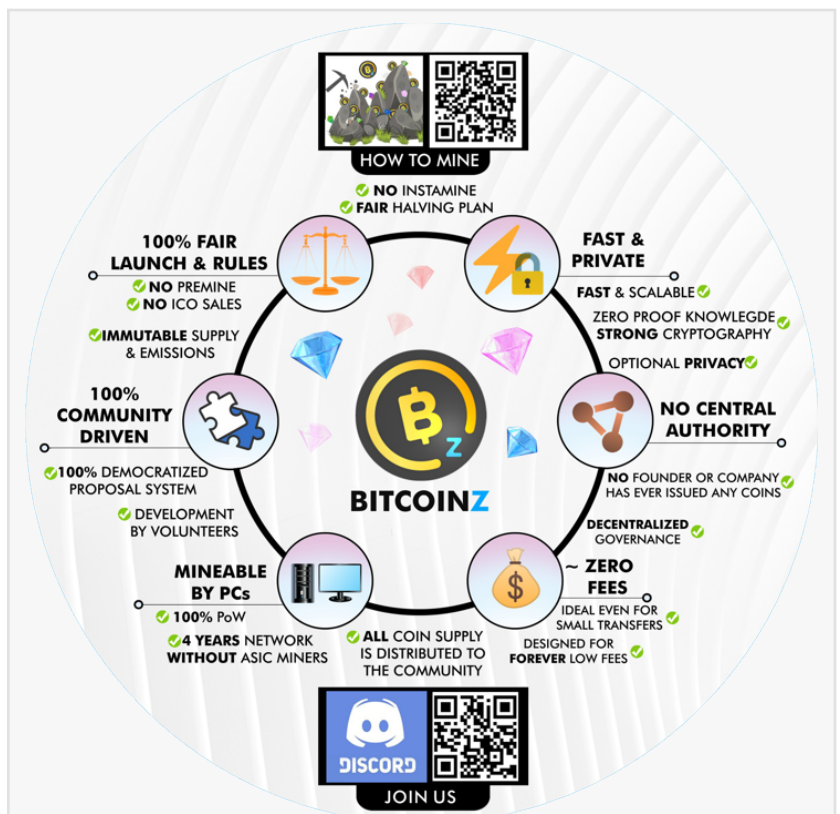 HOW TO MINE
NO INSTAMINE
FAIR HALVING PLAN
100% FAIR
LAUNCH & RULES
NO PREMINE
NO ICO SALES
IMMUTABLE SUPPLY
& EMISSIONS
FAST &
PRIVATE
FAST & SCALABLE
ZERO PROOF KNOWLEGDE
STRONG CRYPTOGRAPHY
OPTIONAL PRIVACY
100%
COMMUNITY
DRIVEN
100% DEMOCRATIZED
PROPOSAL SYSTEM
DEVELOPMENT
BY VOLUNTEERS
B
Z
BITCOINZ
NO CENTRAL
AUTHORITY
NO FOUNDER OR COMPANY
HAS EVER ISSUED ANY COINS
DECENTRALIZED
GOVERNANCE
MINEABLE
BY PCs
100% PoW
4 YEARS NETWORK
WITHOUT ASIC MINERS
ALL COIN SUPPLY
IS DISTRIBUTED TO
THE COMMUNITY
$
~ ZERO
FEES
IDEAL EVEN FOR
SMALL TRANSFERS
DESIGNED FOR
FOREVER LOW FEES
DISCORD
JOIN US